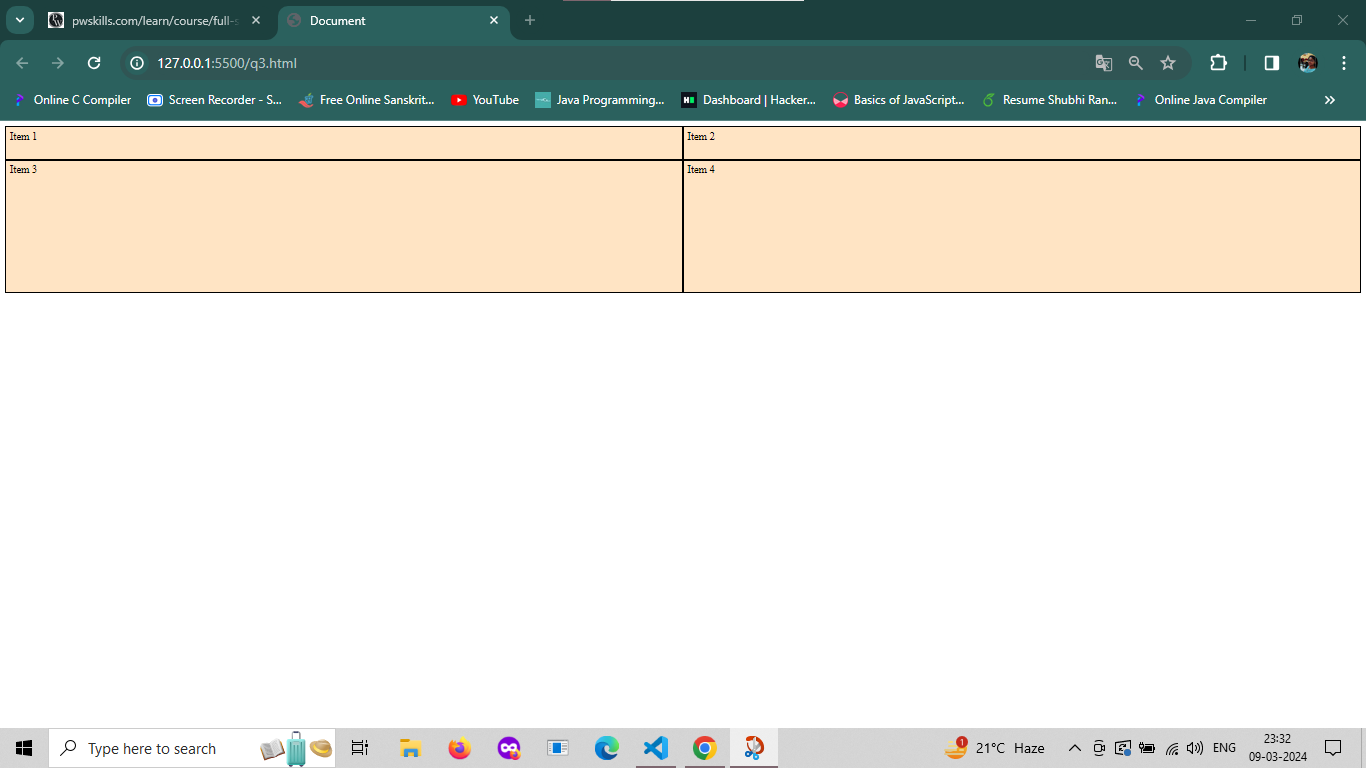 pwskills.com/learn/course/full-s
Document
127.0.0.1:5500/q3.html
Online C Compiler
Screen Recorder - S...
Free Online Sanskrit...
YouTube
Java Programming...
Dashboard | Hacker...
Basics of JavaScript...
Resume Shubhi Ran...
Online Java Compiler
Item 1
Item 2
Item 3
Item 4
Type here to search
1
21°C Haze
ENG
23:32
09-03-2024